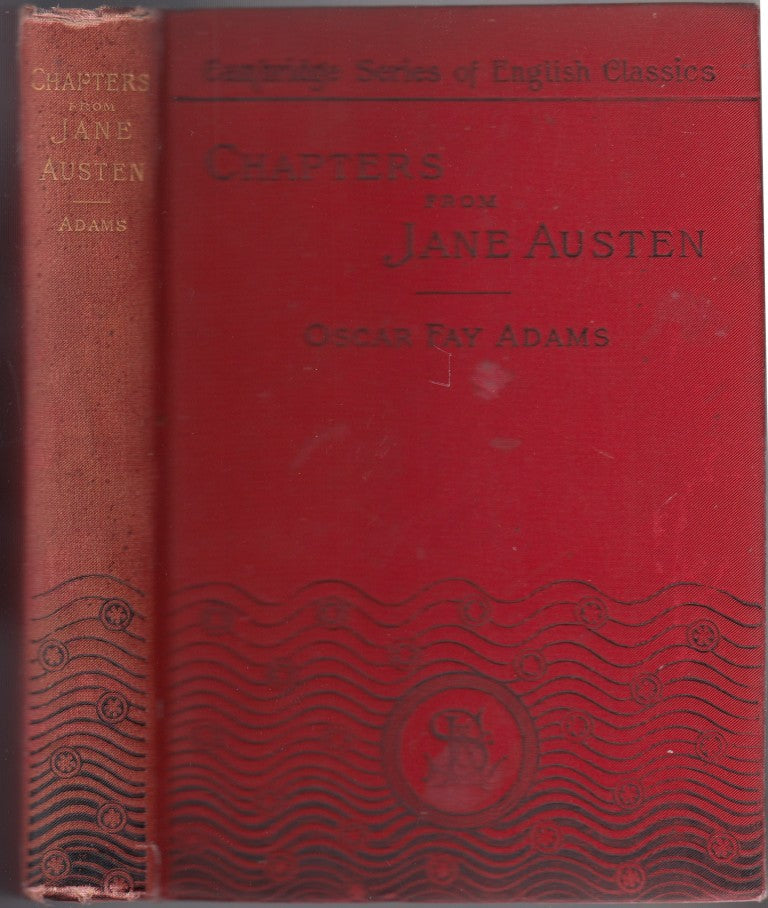 CHAPTERS
FROM
JANE
AUSTEN
ADAMS
Cambridge Series of English Classics
CHAPTERS
FROM
JANE AUSTEN
OSCAR FAY ADAMS